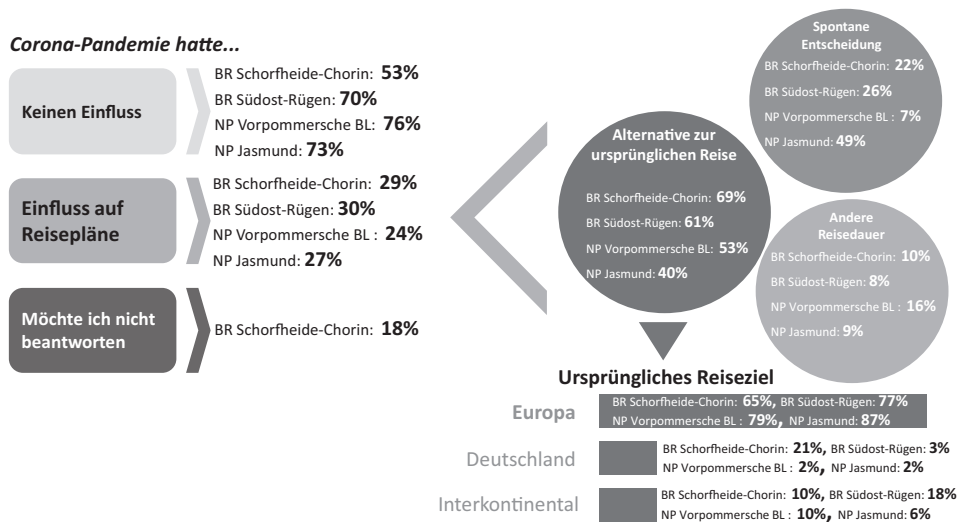 Corona-Pandemie hatte...
Keinen Einfluss
BR Schorfheide-Chorin: 53%
BR Südost-Rügen: 70%
NP Vorpommersche BL: 76%
NP Jasmund: 73%
Einfluss auf
Reisepläne
BR Schorfheide-Chorin: 29%
BR Südost-Rügen: 30%
NP Vorpommersche BL : 24%
NP Jasmund: 27%
Möchte ich nicht
beantworten
BR Schorfheide-Chorin: 18%
Alternative zur
ursprünglichen Reise
BR Schorfheide-Chorin: 69%
BR Südost-Rügen: 61%
NP Vorpommersche BL: 53%
NP Jasmund: 40%
Spontane
Entscheidung
BR Schorfheide-Chorin: 22%
BR Südost-Rügen: 26%
NP Vorpommersche BL : 7%
NP Jasmund: 49%
Andere
Reisedauer
BR Schorfheide-Chorin: 10%
BR Südost-Rügen: 8%
NP Vorpommersche BL : 16%
NP Jasmund: 9%
Ursprüngliches Reiseziel
Europa
BR Schorfheide-Chorin: 65%, BR Südost-Rügen: 77%
NP Vorpommersche BL : 79%, NP Jasmund: 87%
Deutschland
BR Schorfheide-Chorin: 21%, BR Südost-Rügen: 3%
NP Vorpommersche BL : 2%, NP Jasmund: 2%
Interkontinental
BR Schorfheide-Chorin: 10%, BR Südost-Rügen: 18%
NP Vorpommersche BL : 10%, NP Jasmund: 6%